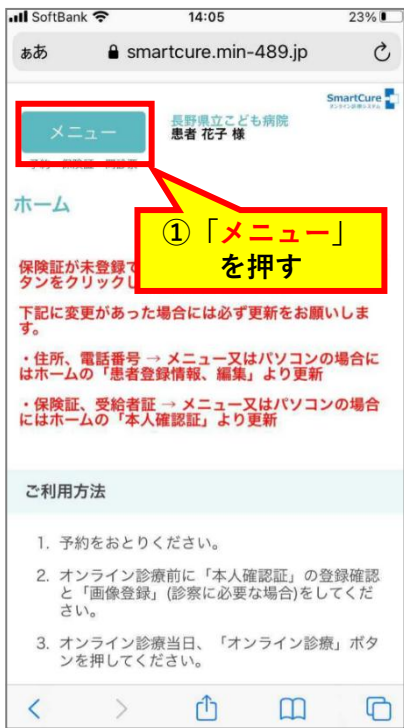 SoftBank 14:05 23%
ああ smartcure.min-489.jp
SmartCure
メニュー
長野県立こども病院
患者 花子 様
ホーム
①「メニュー」
を押す
保険証が未登録で
タンをクリックし
下記に変更があった場合には必ず更新をお願いしま
す。
・住所、電話番号 → メニュー又はパソコンの場合に
はホームの「患者登録情報、編集」より更新
・保険証、受給者証 → メニュー又はパソコンの場合
にはホームの「本人確認証」より更新
ご利用方法
1. 予約をおとりください。
2. オンライン診療前に「本人確認証」の登録確認
と「画像登録」(診察に必要な場合)をしてくだ
さい。
3. オンライン診療当日、「オンライン診療」ボタ
ンを押してください。